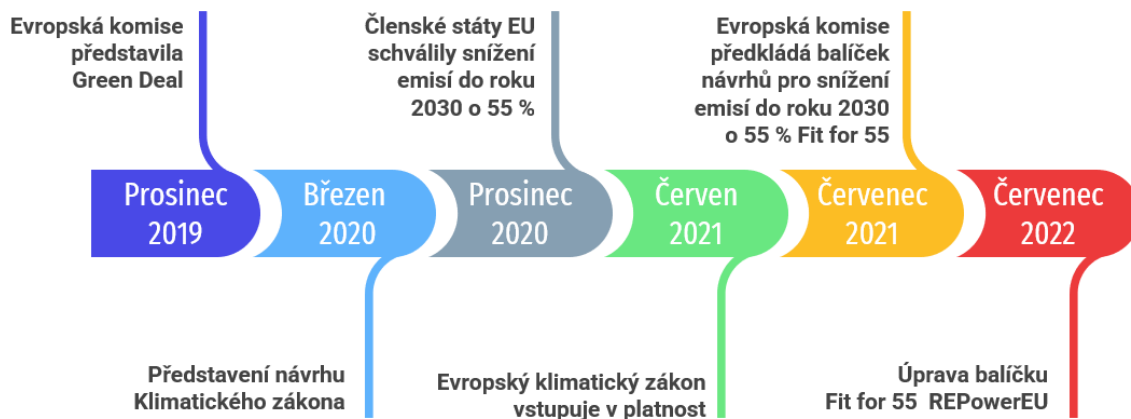 Evropská komise
představila
Green Deal
Členské státy EU
schválily snížení
emisí do roku
2030 o 55 %
Evropská komise
předkládá balíček
návrhů pro snížení
emisí do roku 2030
o 55 % Fit for 55
Prosinec
2019
Březen
2020
Prosinec
2020
Červen
2021
Červenec
2021
Červenec
2022
Představení návrhu
Klimatického zákona
Evropský klimatický zákon
vstupuje v platnost
Úprava balíčku
Fit for 55 REPowerEU